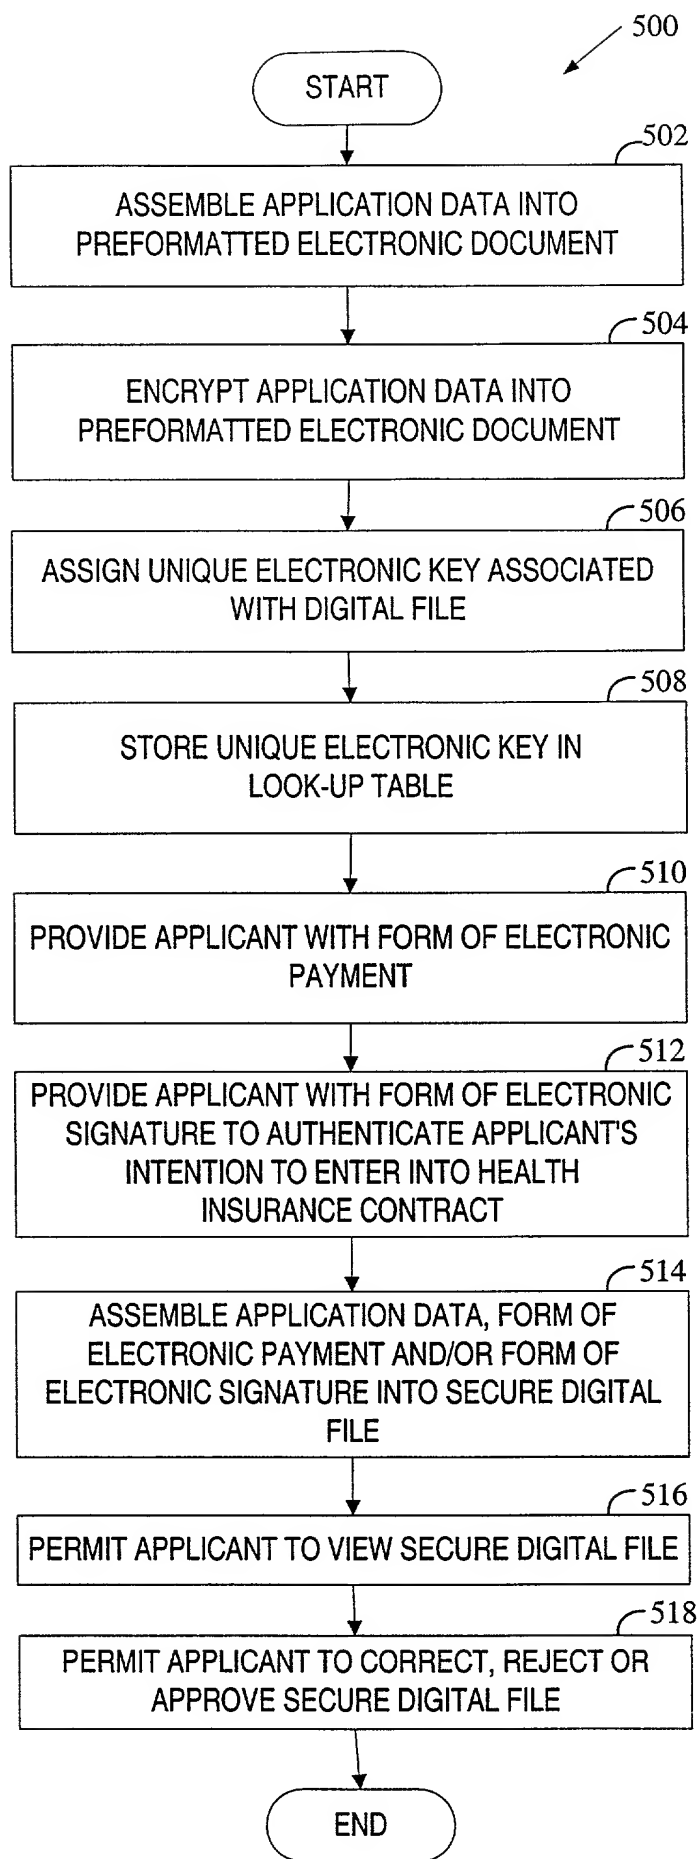 500
START
502
ASSEMBLE APPLICATION DATA INTO
PREFORMATTED ELECTRONIC DOCUMENT
504
ENCRYPT APPLICATION DATA INTO
PREFORMATTED ELECTRONIC DOCUMENT
506
ASSIGN UNIQUE ELECTRONIC KEY ASSOCIATED
WITH DIGITAL FILE
508
STORE UNIQUE ELECTRONIC KEY IN
LOOK-UP TABLE
510
PROVIDE APPLICANT WITH FORM OF ELECTRONIC
PAYMENT
512
PROVIDE APPLICANT WITH FORM OF ELECTRONIC
SIGNATURE TO AUTHENTICATE APPLICANT'S
INTENTION TO ENTER INTO HEALTH
INSURANCE CONTRACT
514
ASSEMBLE APPLICATION DATA, FORM OF
ELECTRONIC PAYMENT AND/OR FORM OF
ELECTRONIC SIGNATURE INTO SECURE DIGITAL
FILE
516
PERMIT APPLICANT TO VIEW SECURE DIGITAL FILE
518
PERMIT APPLICANT TO CORRECT, REJECT OR
APPROVE SECURE DIGITAL FILE
END